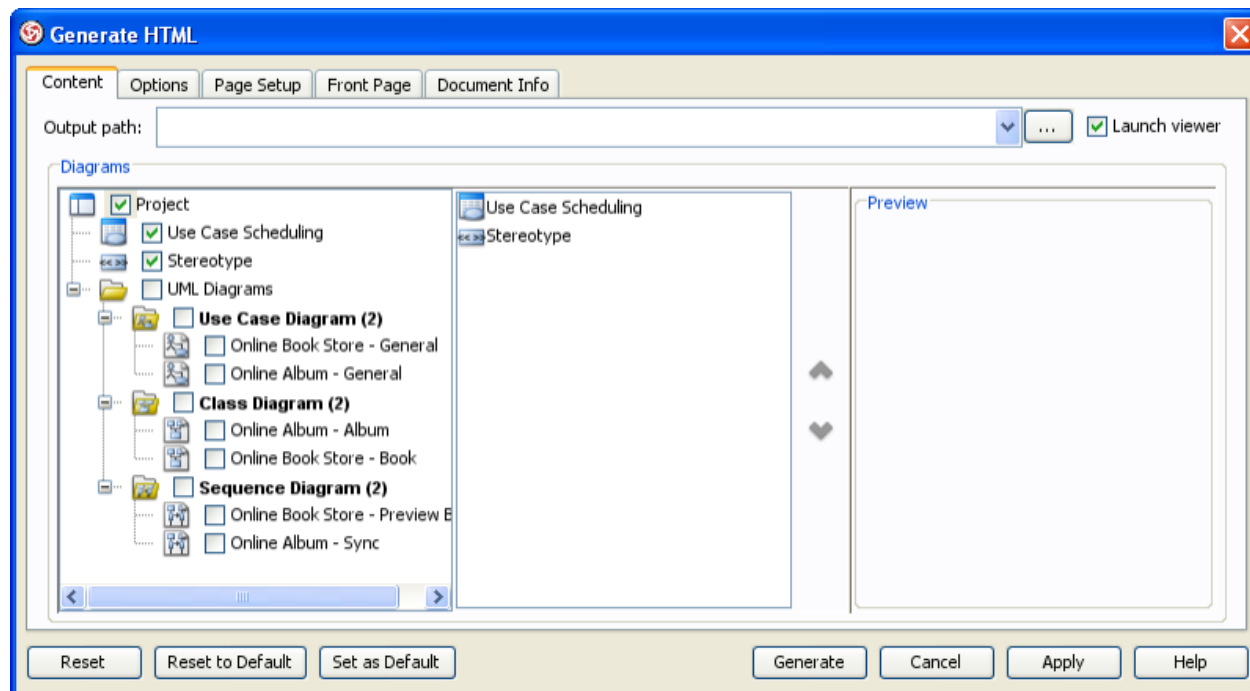 Generate HTML
Content Options Page Setup Front Page Document Info
Output path: ... Launch viewer
Diagrams
Project
Use Case Scheduling
Stereotype
UML Diagrams
Use Case Diagram (2)
Online Book Store - General
Online Album - General
Class Diagram (2)
Online Album - Album
Online Book Store - Book
Sequence Diagram (2)
Online Book Store - Preview B
Online Album - Sync
Use Case Scheduling
Stereotype
Preview
Reset Reset to Default Set as Default Generate Cancel Apply Help